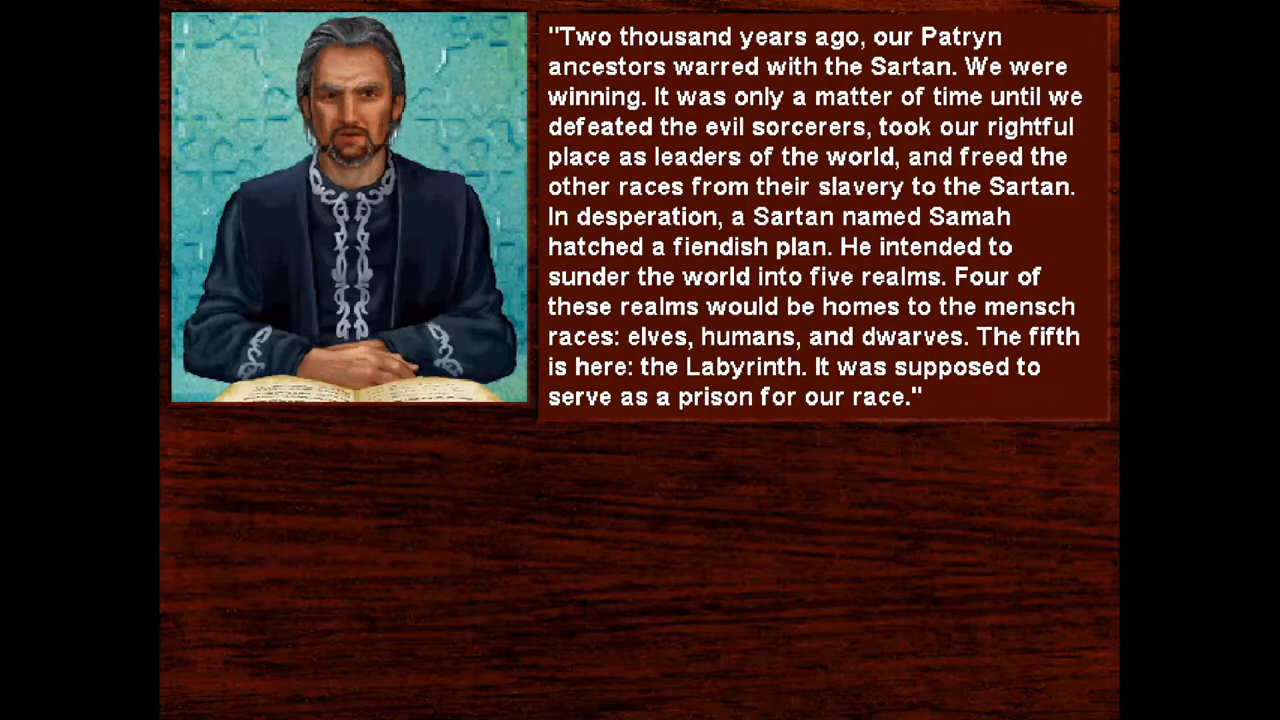 "Two thousand years ago, our Patryn
ancestors warred with the Sartan. We were
winning. It was only a matter of time until we
defeated the evil sorcerers, took our rightful
place as leaders of the world, and freed the
other races from their slavery to the Sartan.
In desperation, a Sartan named Samah
hatched a fiendish plan. He intended to
sunder the world into five realms. Four of
these realms would be homes to the mensch
races: elves, humans, and dwarves. The fifth
is here: the Labyrinth. It was supposed to
serve as a prison for our race."